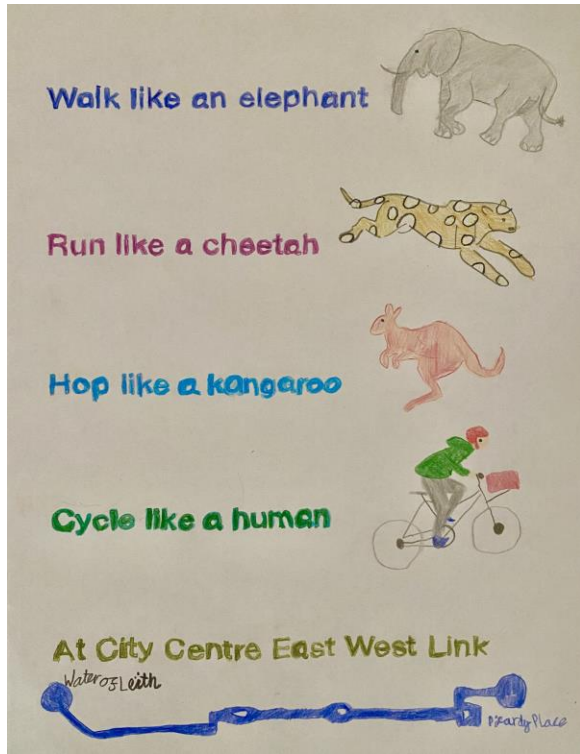 Walk like an elephant
Run like a cheetah
Hop like a kangaroo
Cycle like a human
At City Centre East West Link
Water of Leith
Place